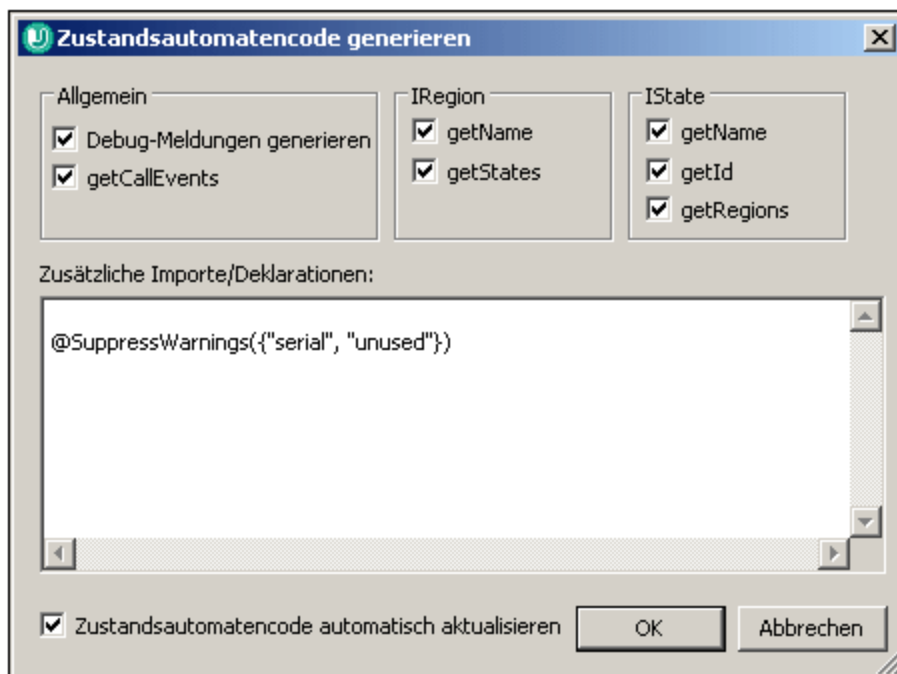 Zustandsautomatencode generieren
Allgemein
Debug-Meldungen generieren
getCallEvents
IRegion
getName
getStates
IState
getName
getId
getRegions
Zusätzliche Importe/Deklarationen:
@SuppressWarnings({"serial", "unused"})
Zustandsautomatencode automatisch aktualisieren
OK
Abbrechen